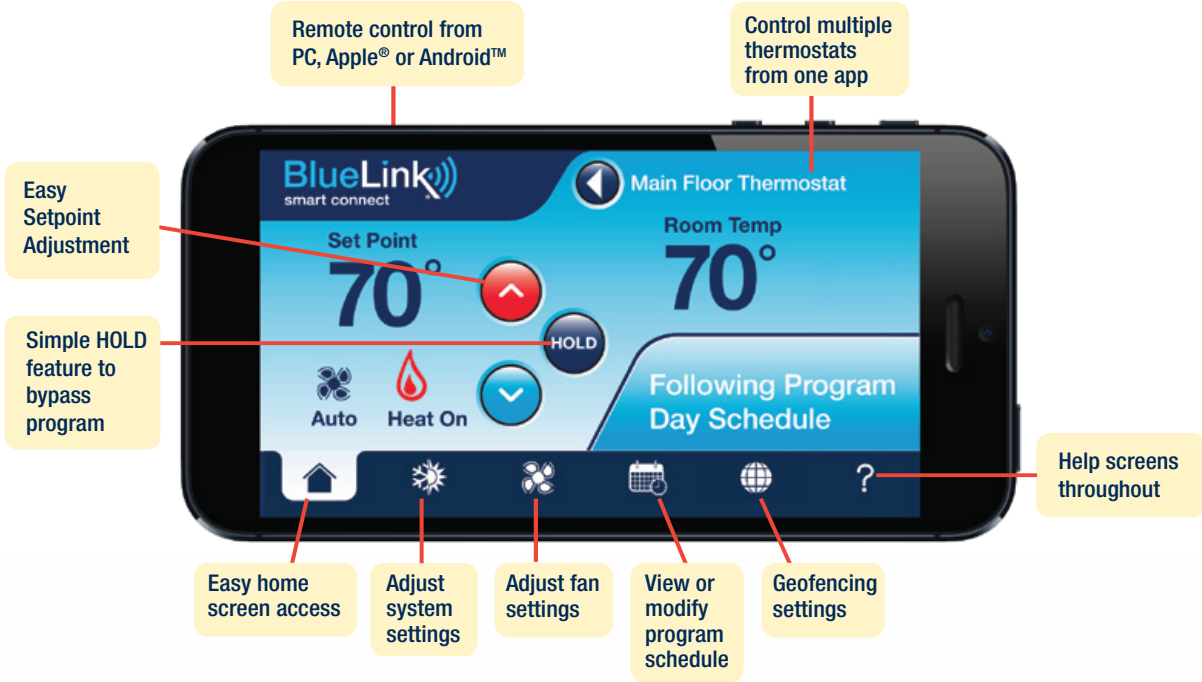 Remote control from
PC, Apple® or Android™
Control multiple
thermostats
from one app
Easy
Setpoint
Adjustment
Simple HOLD
feature to
bypass
program
BlueLink
smart connect
Main Floor Thermostat
Set Point
70°
Room Temp
70°
HOLD
Auto
Heat On
Following Program
Day Schedule
?
Help screens
throughout
Easy home
screen access
Adjust
system
settings
Adjust fan
settings
View or
modify
program
schedule
Geofencing
settings